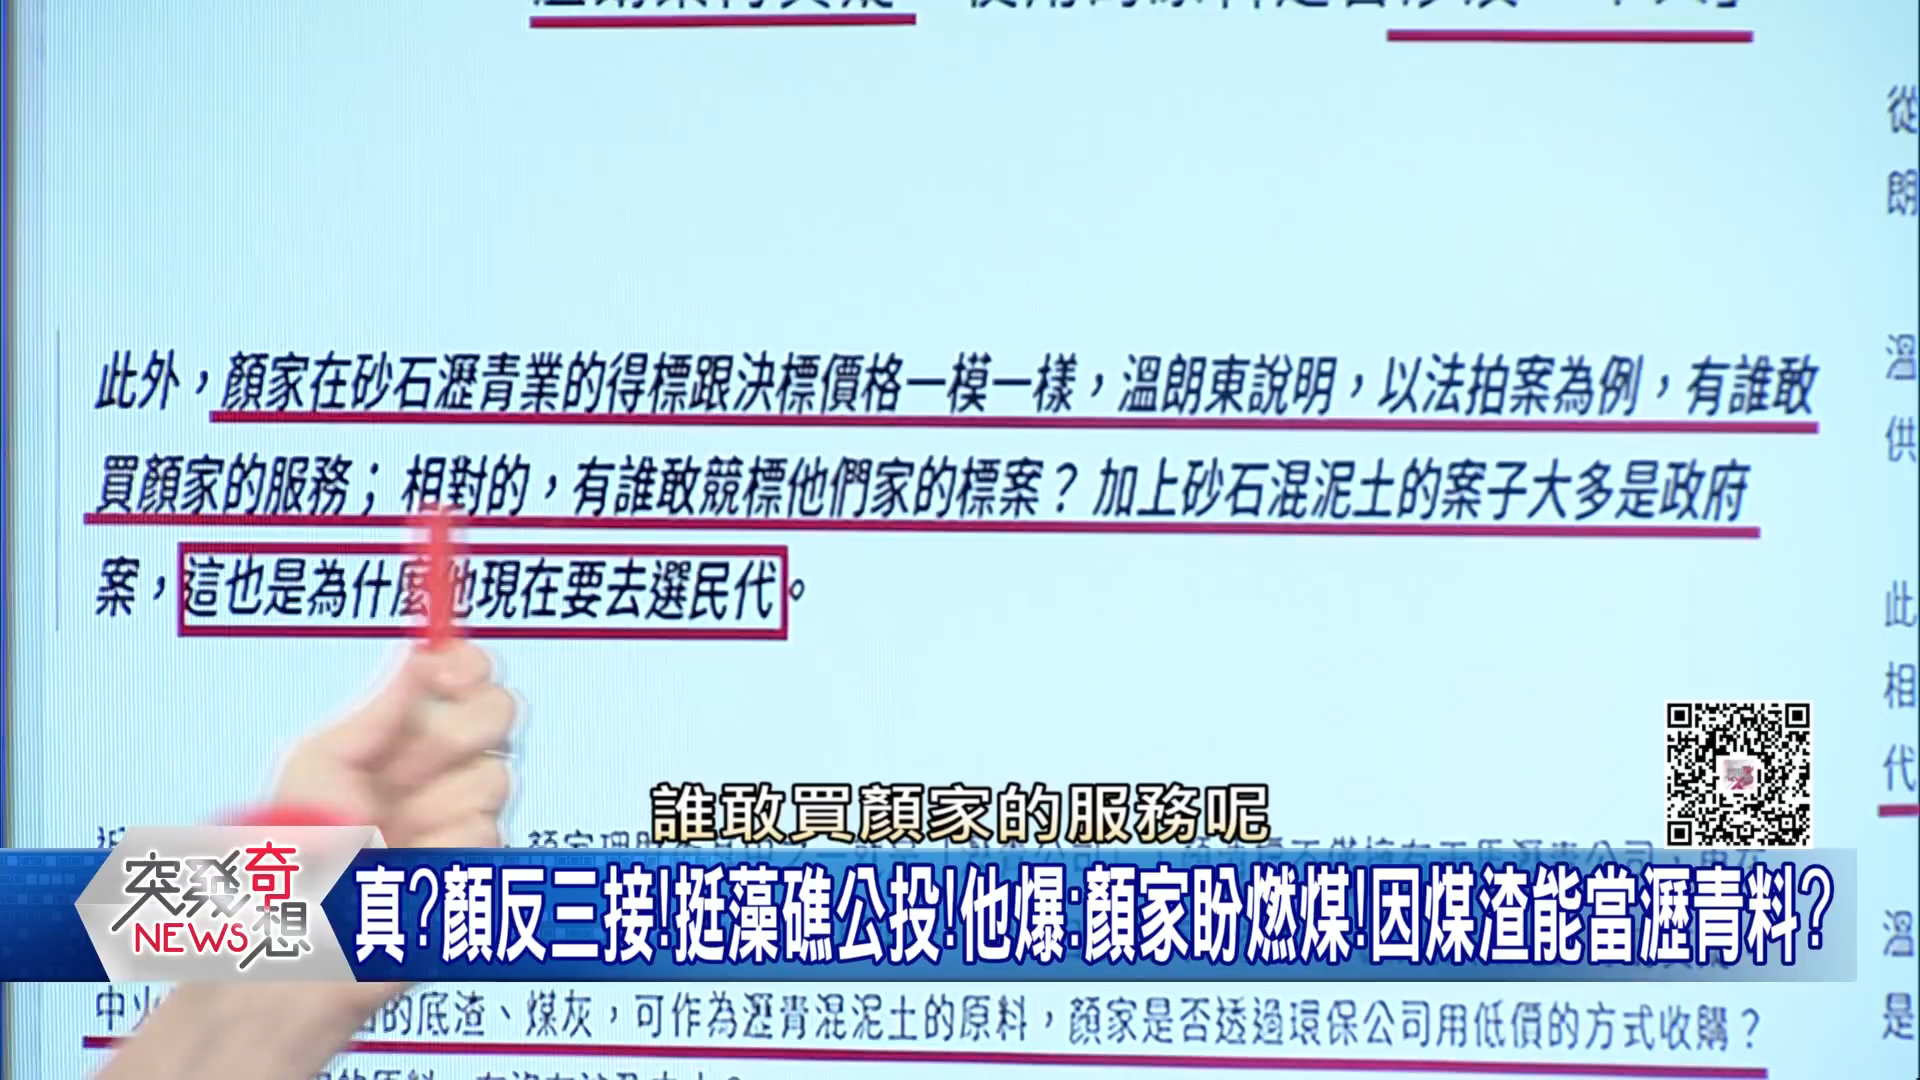 此外，顏家在砂石瀝青業的得標跟決標價格一模一樣，溫朗東說明，以法拍案為例，有誰敢
買顏家的服務；相對的，有誰敢競標他們家的標案？加上砂石混泥土的案子大多是政府
案，這也是為什麼他現在要去選民代。
從
朗
溫
供
此
相
代
溫
是
誰敢買顏家的服務呢
突發奇想
NEWS
真?顏反三接!挺藻礁公投!他爆:顏家盼燃煤!因煤渣能當瀝青料?
中火
的底渣、煤灰，可作為瀝青混泥土的原料，顏家是否透過環保公司用低價的方式收購？